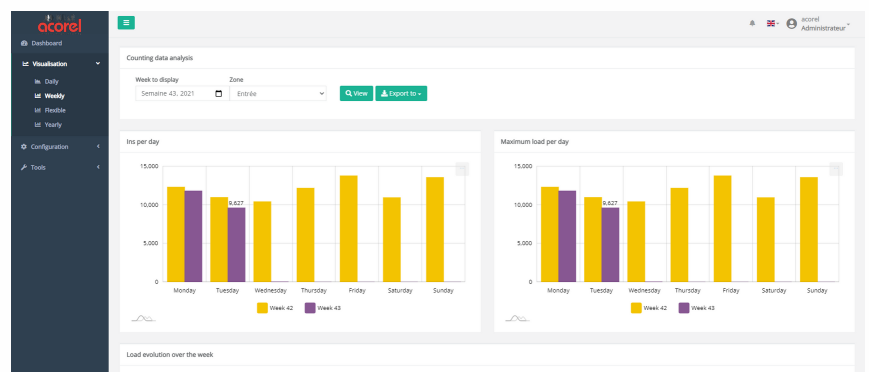 acorel
Dashboard
Visualisation
Daily
Weekly
Flexible
Yearly
Configuration
Tools
acorel
Administrateur
Counting data analysis
Week to display
Zone
Semaine 43, 2021
Entrée
View
Export to
Ins per day
15,000
10,000
5,000
0
9,627
Monday Tuesday Wednesday Thursday Friday Saturday Sunday
Week 42 Week 43
Maximum load per day
15,000
10,000
5,000
0
9,627
Monday Tuesday Wednesday Thursday Friday Saturday Sunday
Week 42 Week 43
Load evolution over the week